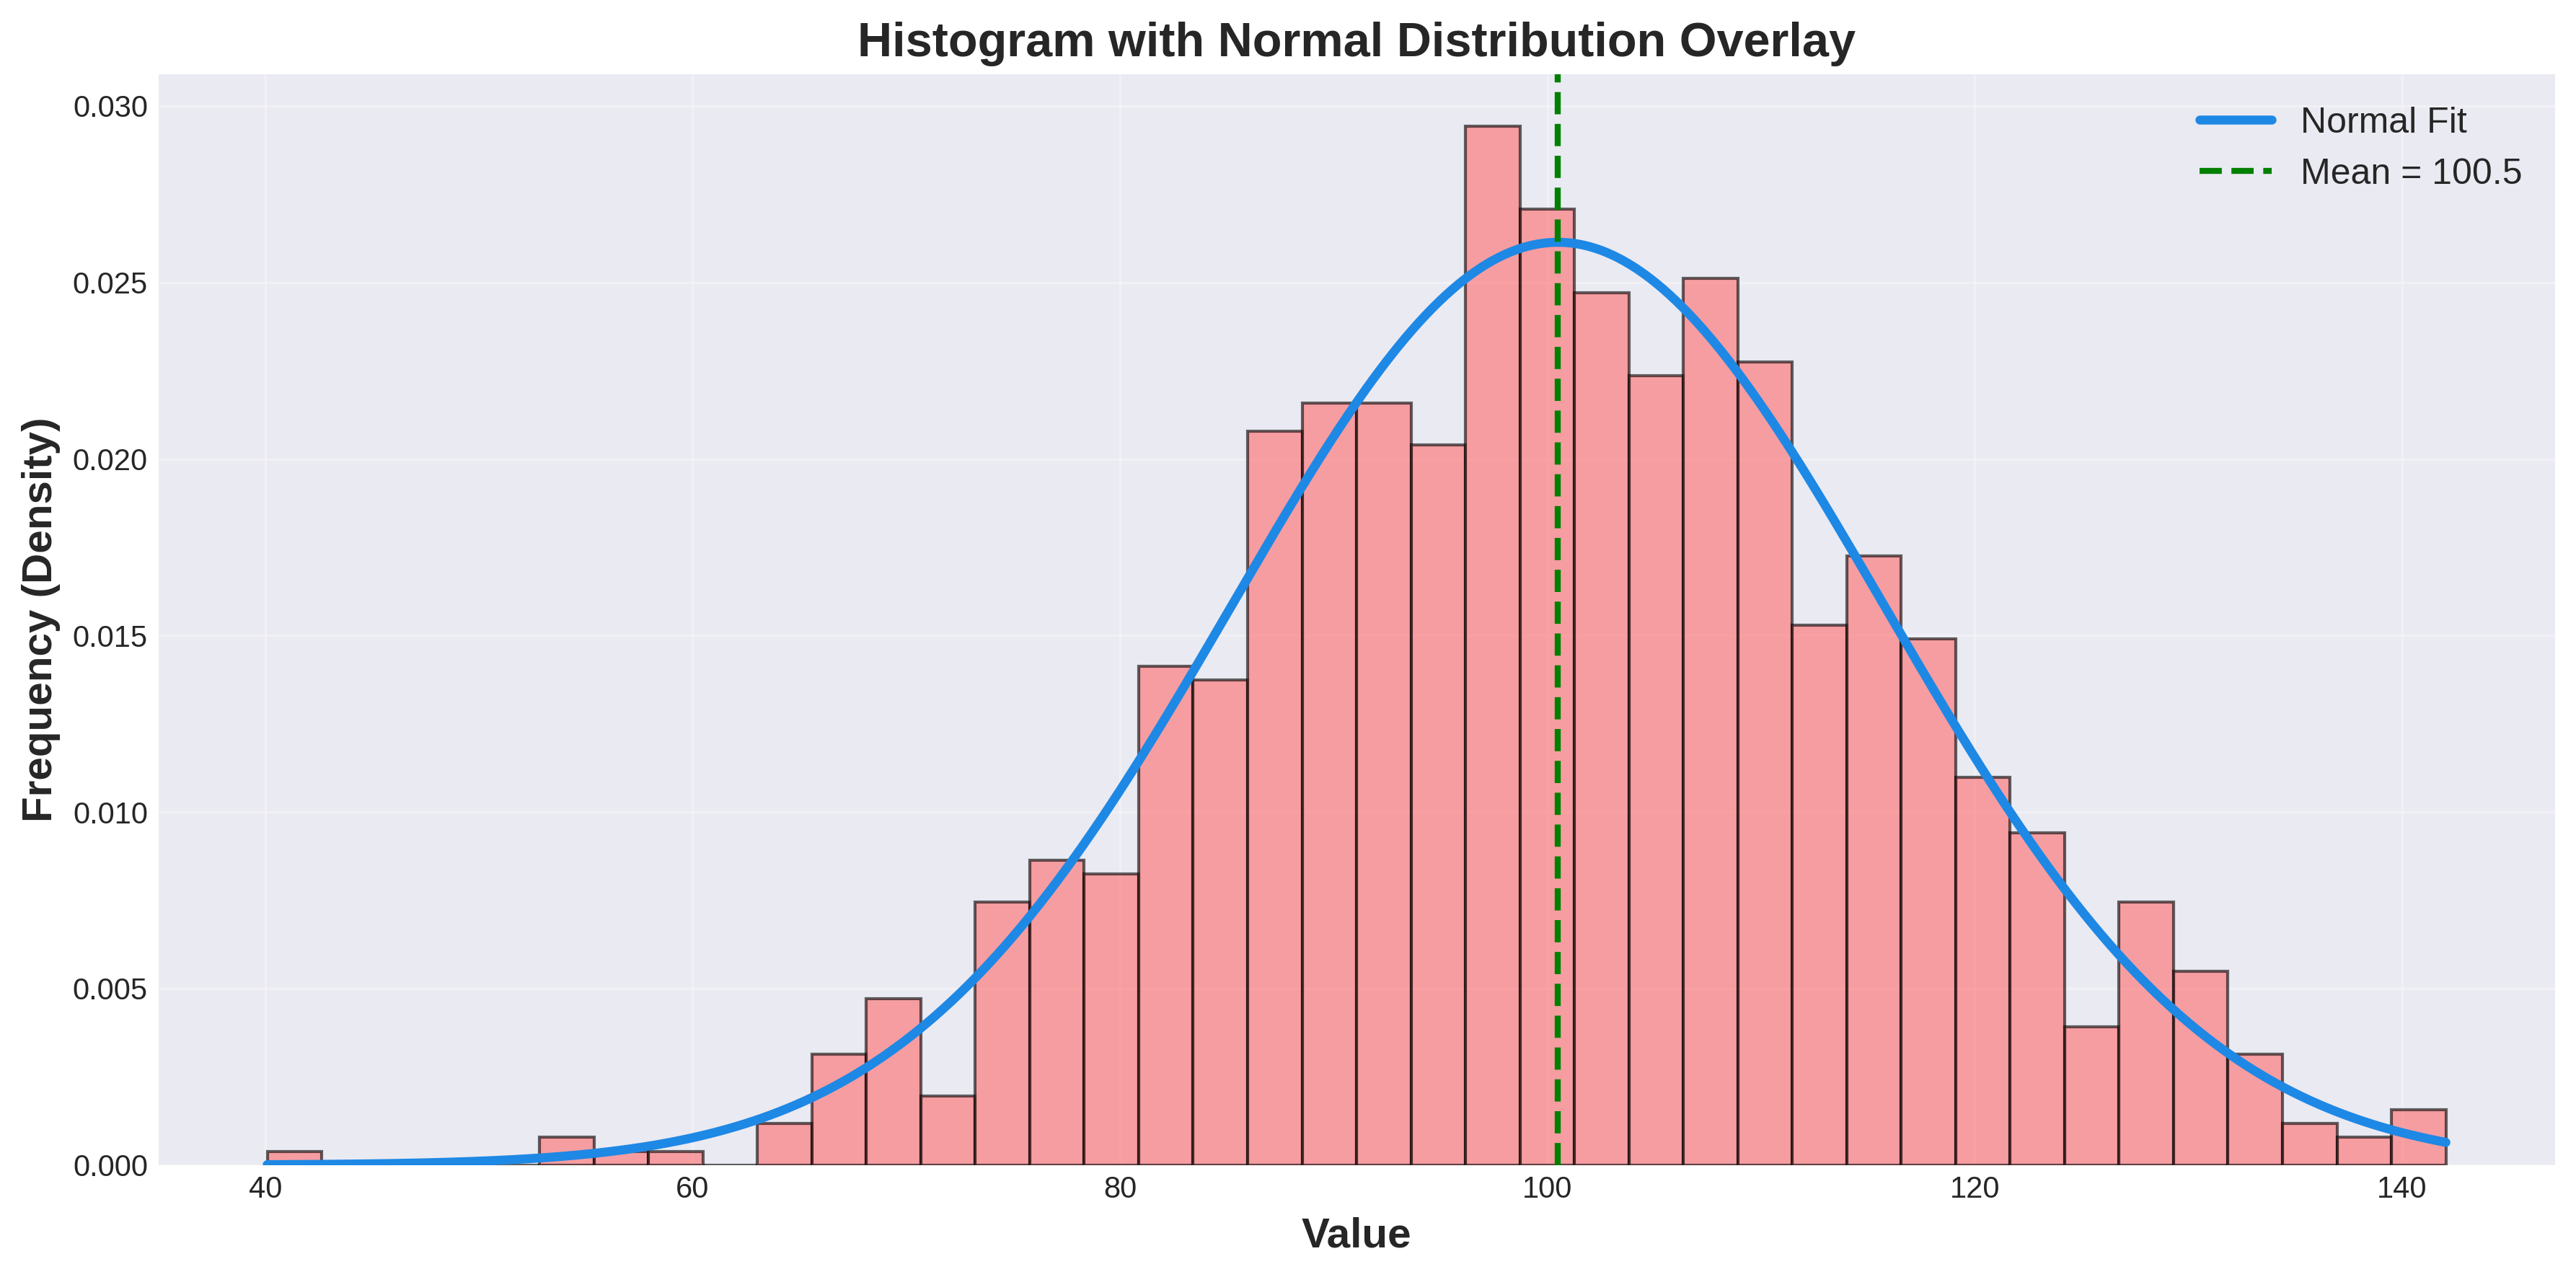 Histogram with Normal Distribution Overlay
Normal Fit
Mean = 100.5
Frequency (Density)
0.030
0.025
0.020
0.015
0.010
0.005
0.000
40 60 80 100 120 140
Value